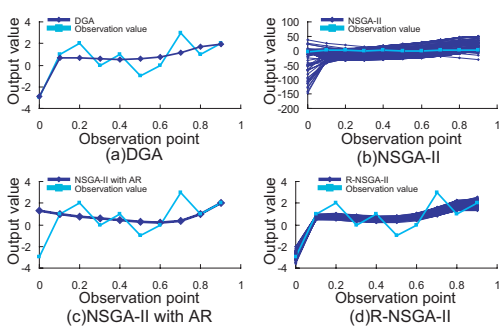 DGA
Observation value
4
2
0
-2
-4
0
0.2
0.4
0.6
0.8
1
Output value
Observation point
(a)DGA
NSGA-II
Observation value
100
50
0
-50
-100
-150
-200
0
0.2
0.4
0.6
0.8
1
Output value
Observation point
(b)NSGA-II
NSGA-II with AR
Observation value
4
2
0
-2
-4
0
0.2
0.4
0.6
0.8
1
Output value
Observation point
(c)NSGA-II with AR
R-NSGA-II
Observation value
4
2
0
-2
-4
0
0.2
0.4
0.6
0.8
1
Output value
Observation point
(d)R-NSGA-II